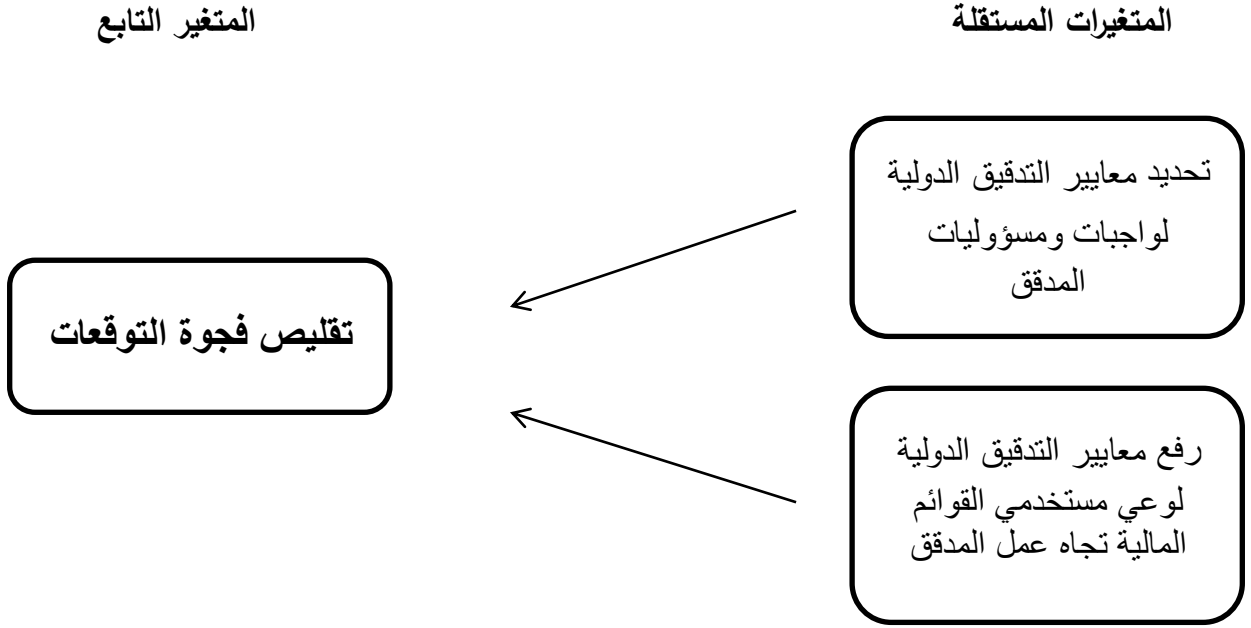 المتغيرات المستقلة
المتغير التابع
تحديد معايير التدقيق الدولية
لواجبات ومسؤوليات
المدقق
تقليص فجوة التوقعات
رفع معايير التدقيق الدولية
لوعي مستخدمي القوائم
المالية تجاه عمل المدقق